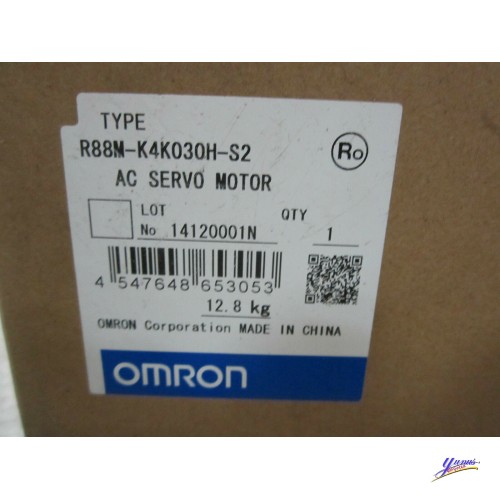 TYPE
R88M-K4K030H-S2
Ro
AC SERVO MOTOR
LOT
No 14120001N
QTY
1
4 547648 653053
12.8 kg
OMRON Corporation MADE IN CHINA
OMRON